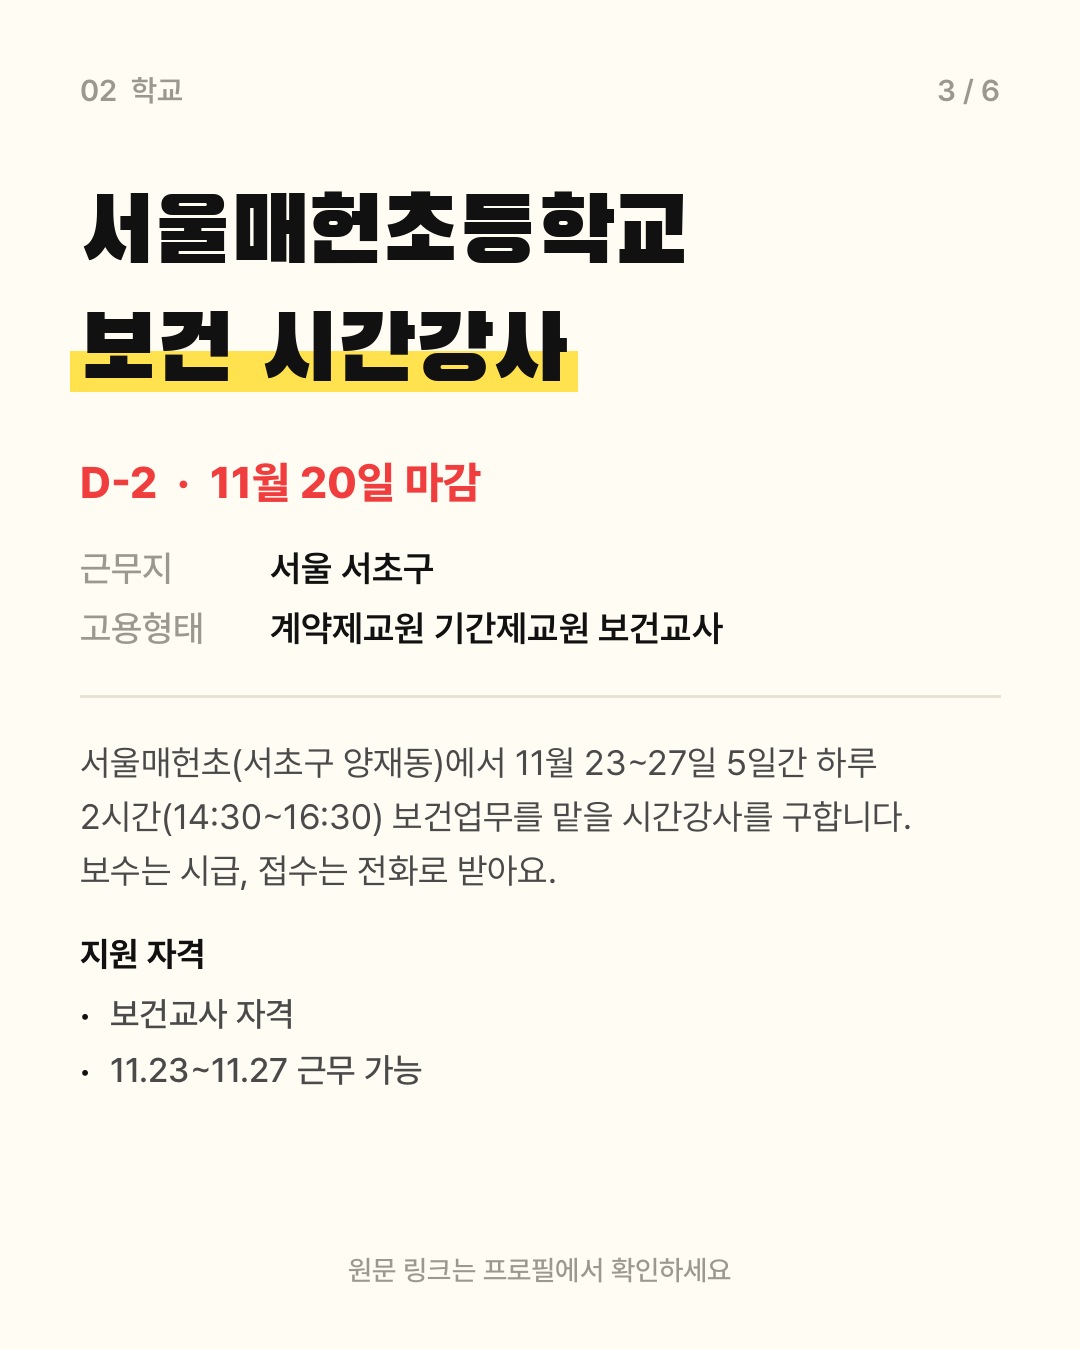 02 학교
3 / 6
서울매헌초등학교
보건 시간강사
D-2 · 11월 20일 마감
근무지 서울 서초구
고용형태 계약제교원 기간제교원 보건교사
서울매헌초(서초구 양재동)에서 11월 23~27일 5일간 하루
2시간(14:30~16:30) 보건업무를 맡을 시간강사를 구합니다.
보수는 시급, 접수는 전화로 받아요.
지원 자격
· 보건교사 자격
· 11.23~11.27 근무 가능
원문 링크는 프로필에서 확인하세요